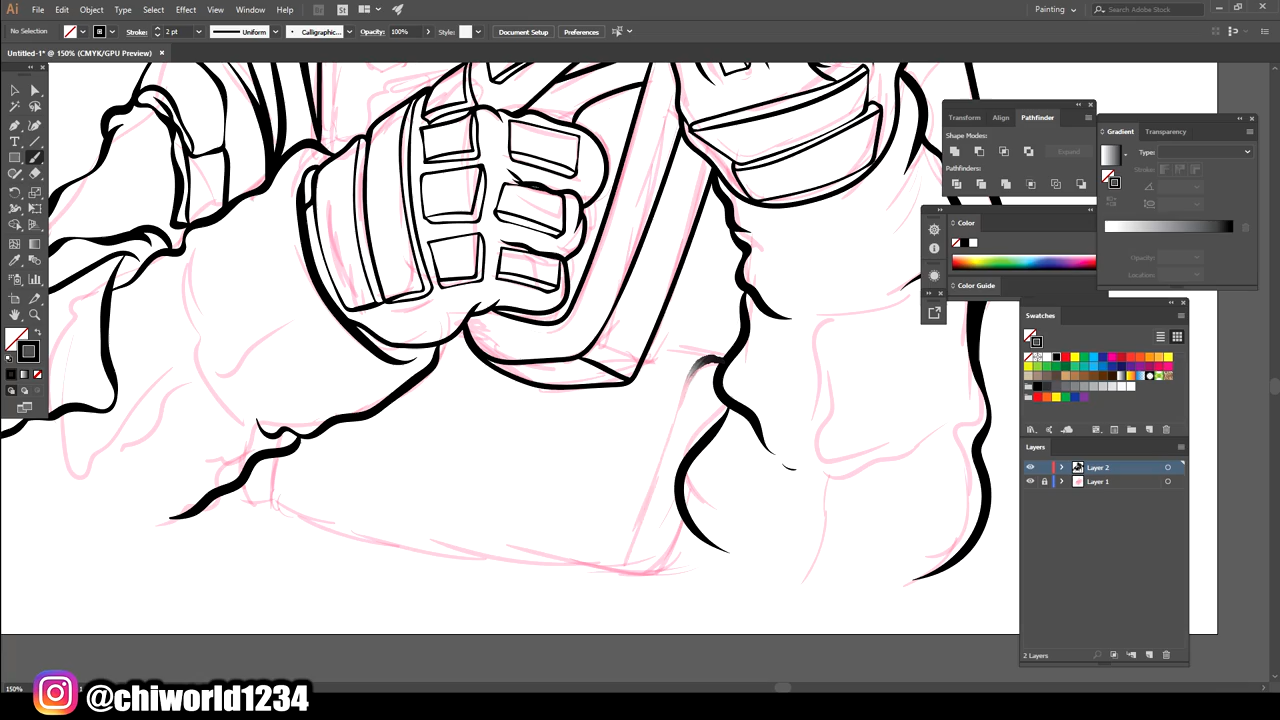 Ai File Edit Object Type Select Effect View Window Help Br St Painting Search Adobe Stock
No Selection Stroke: 2 pt Uniform Calligraphic... Opacity: 100% Style: Document Setup Preferences
Untitled-1* @ 150% (CMYK/GPU Preview)
Transform Align Pathfinder
Shape Modes:
Expand
Pathfinders:
Gradient Transparency
Type:
Stroke:
Opacity:
Location:
Color
Color Guide
Swatches
Layers
Layer 2
Layer 1
2 Layers
150%
@chiworld1234